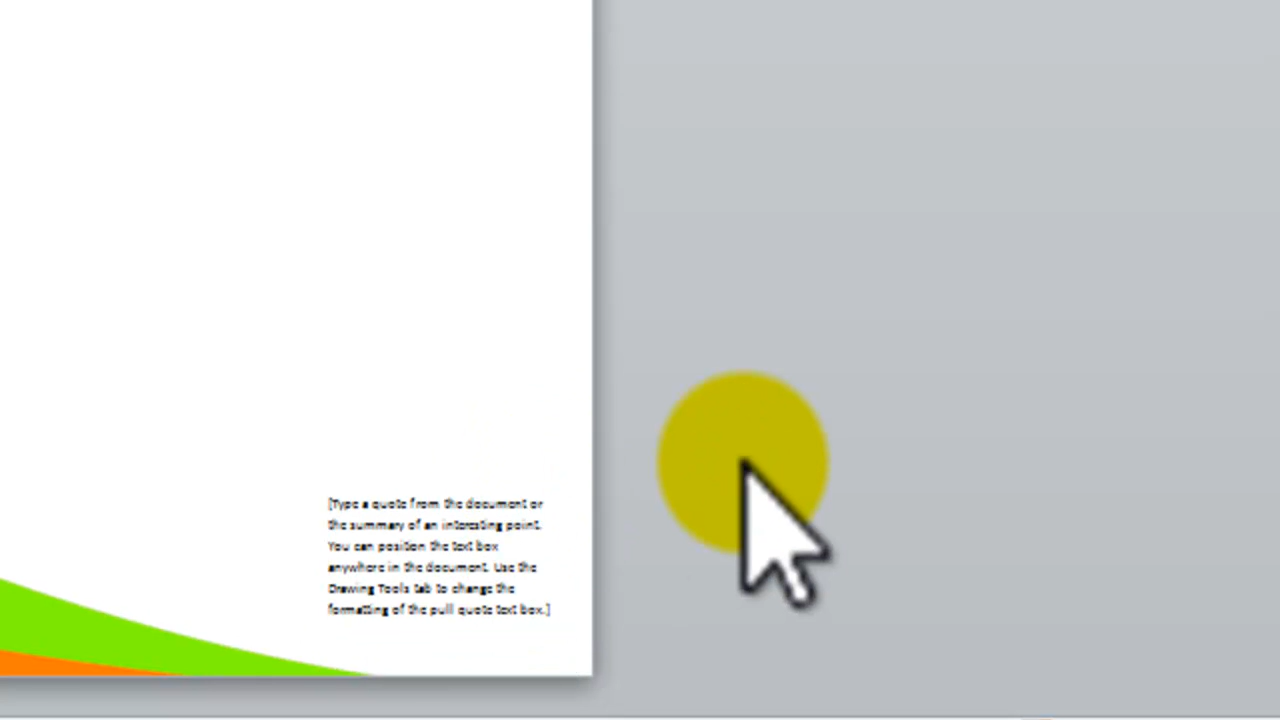 [Type a quote from the document or
the summary of an interesting point.
You can position the text box
anywhere in the document. Use the
Drawing Tools tab to change the
formatting of the pull quote text box.]